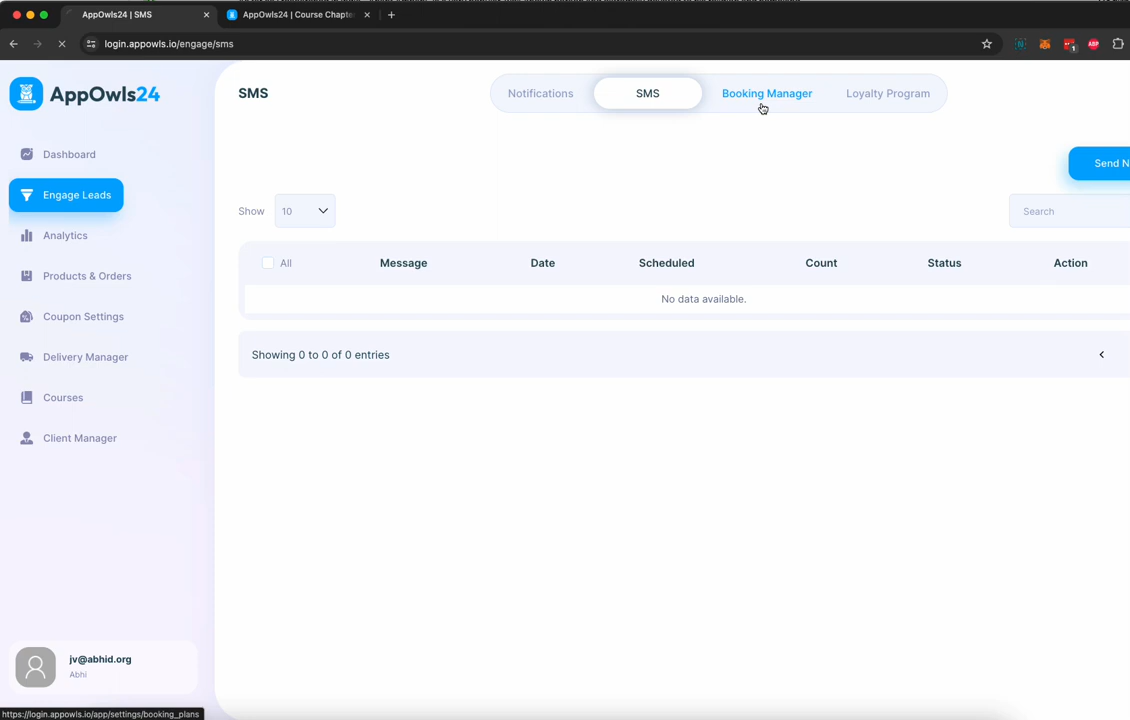 AppOwls24 | SMS
AppOwls24 | Course Chapte
login.appowls.io/engage/sms
1
ABP
AppOwls24
SMS
Notifications
SMS
Booking Manager
Loyalty Program
Dashboard
Engage Leads
Analytics
Products & Orders
Coupon Settings
Delivery Manager
Courses
Client Manager
Send N
Show
10
Search
All
Message
Date
Scheduled
Count
Status
Action
No data available.
Showing 0 to 0 of 0 entries
jv@abhid.org
Abhi
https://login.appowls.io/app/settings/booking_plans